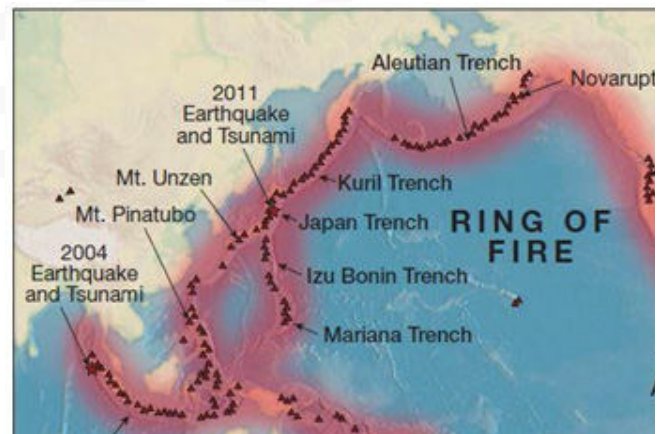 Aleutian Trench
Novarupt
2011
Earthquake
and Tsunami
Mt. Unzen
Kuril Trench
Mt. Pinatubo
Japan Trench
RING OF
FIRE
2004
Earthquake
and Tsunami
Izu Bonin Trench
Mariana Trench